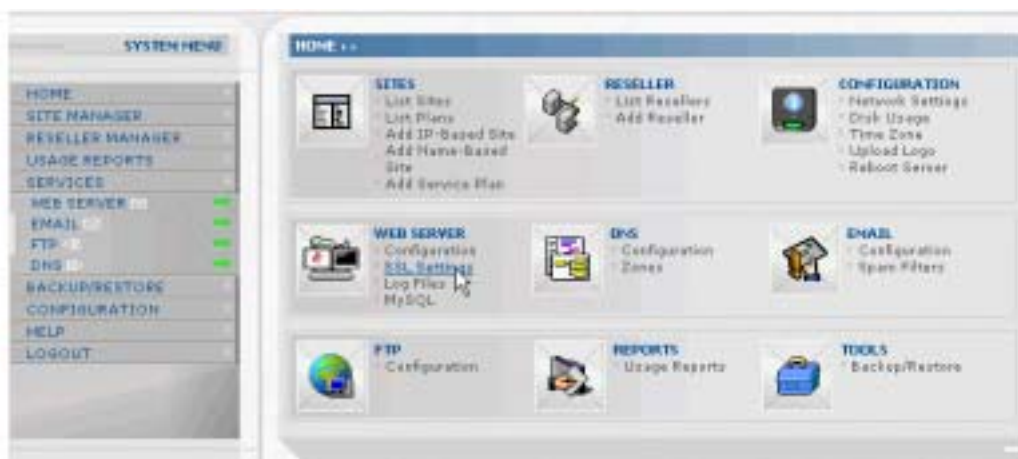 SYSTEM MENU
HOME
SITE MANAGER
RESELLER MANAGER
USAGE REPORTS
SERVICES
WEB SERVER
EMAIL
FTP
DNS
BACKUP/RESTORE
CONFIGURATION
HELP
LOGOUT
HOME
SITES
List Sites
List Plans
Add IP-Based Site
Add Name-Based
Site
Add Service Plan
RESELLER
List Resellers
Add Reseller
CONFIGURATION
Network Settings
Disk Usage
Time Zone
Upload Logo
Reboot Server
WEB SERVER
Configuration
SSL Settings
Log Files
MySQL
DNS
Configuration
Zones
EMAIL
Configuration
Spam Filters
FTP
Configuration
REPORTS
Usage Reports
TOOLS
Backup/Restore